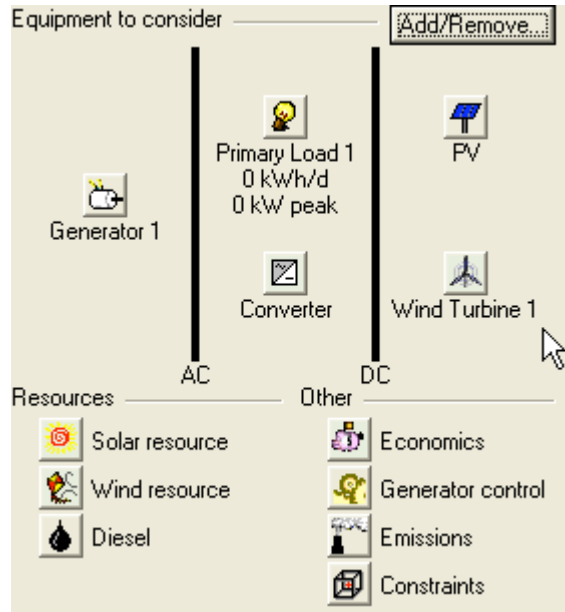 Equipment to consider
Add/Remove...
Primary Load 1
0 kWh/d
0 kW peak
PV
Generator 1
Converter
Wind Turbine 1
AC
DC
Resources
Other
Solar resource
Economics
Wind resource
Generator control
Diesel
Emissions
Constraints